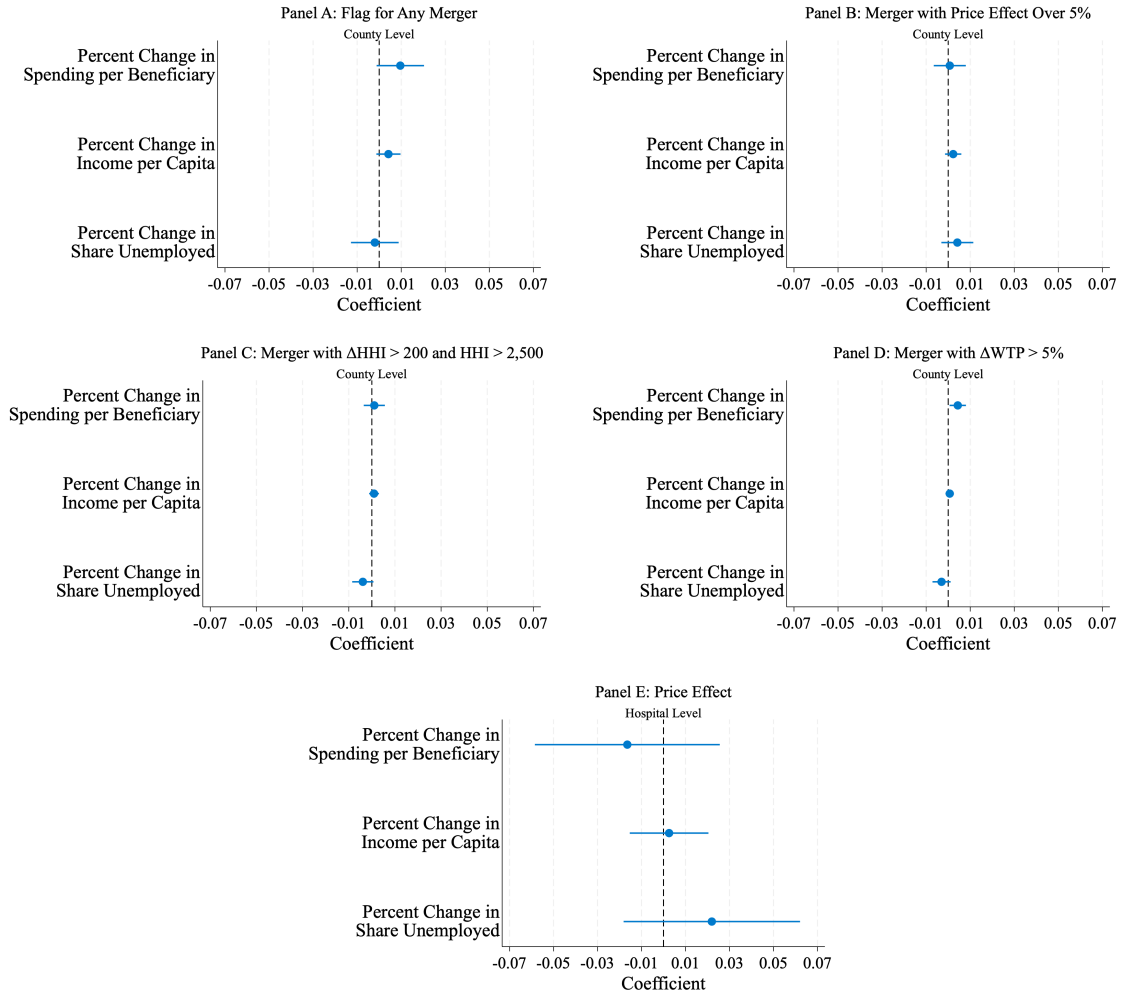 Panel A: Flag for Any Merger
County Level
Percent Change in
Spending per Beneficiary
Percent Change in
Income per Capita
Percent Change in
Share Unemployed
-0.07 -0.05 -0.03 -0.01 0.01 0.03 0.05 0.07
Coefficient
Panel B: Merger with Price Effect Over 5%
County Level
Percent Change in
Spending per Beneficiary
Percent Change in
Income per Capita
Percent Change in
Share Unemployed
-0.07 -0.05 -0.03 -0.01 0.01 0.03 0.05 0.07
Coefficient
Panel C: Merger with ΔHHI > 200 and HHI > 2,500
County Level
Percent Change in
Spending per Beneficiary
Percent Change in
Income per Capita
Percent Change in
Share Unemployed
-0.07 -0.05 -0.03 -0.01 0.01 0.03 0.05 0.07
Coefficient
Panel D: Merger with ΔWTP > 5%
County Level
Percent Change in
Spending per Beneficiary
Percent Change in
Income per Capita
Percent Change in
Share Unemployed
-0.07 -0.05 -0.03 -0.01 0.01 0.03 0.05 0.07
Coefficient
Panel E: Price Effect
Hospital Level
Percent Change in
Spending per Beneficiary
Percent Change in
Income per Capita
Percent Change in
Share Unemployed
-0.07 -0.05 -0.03 -0.01 0.01 0.03 0.05 0.07
Coefficient